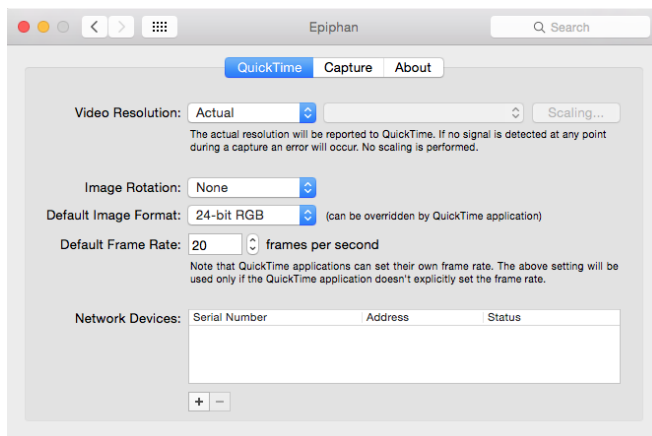 Epiphan
Search
QuickTime Capture About
Video Resolution: Actual Scaling...
The actual resolution will be reported to QuickTime. If no signal is detected at any point
during a capture an error will occur. No scaling is performed.
Image Rotation: None
Default Image Format: 24-bit RGB (can be overridden by QuickTime application)
Default Frame Rate: 20 frames per second
Note that QuickTime applications can set their own frame rate. The above setting will be
used only if the QuickTime application doesn't explicitly set the frame rate.
Network Devices: Serial Number Address Status
+ −